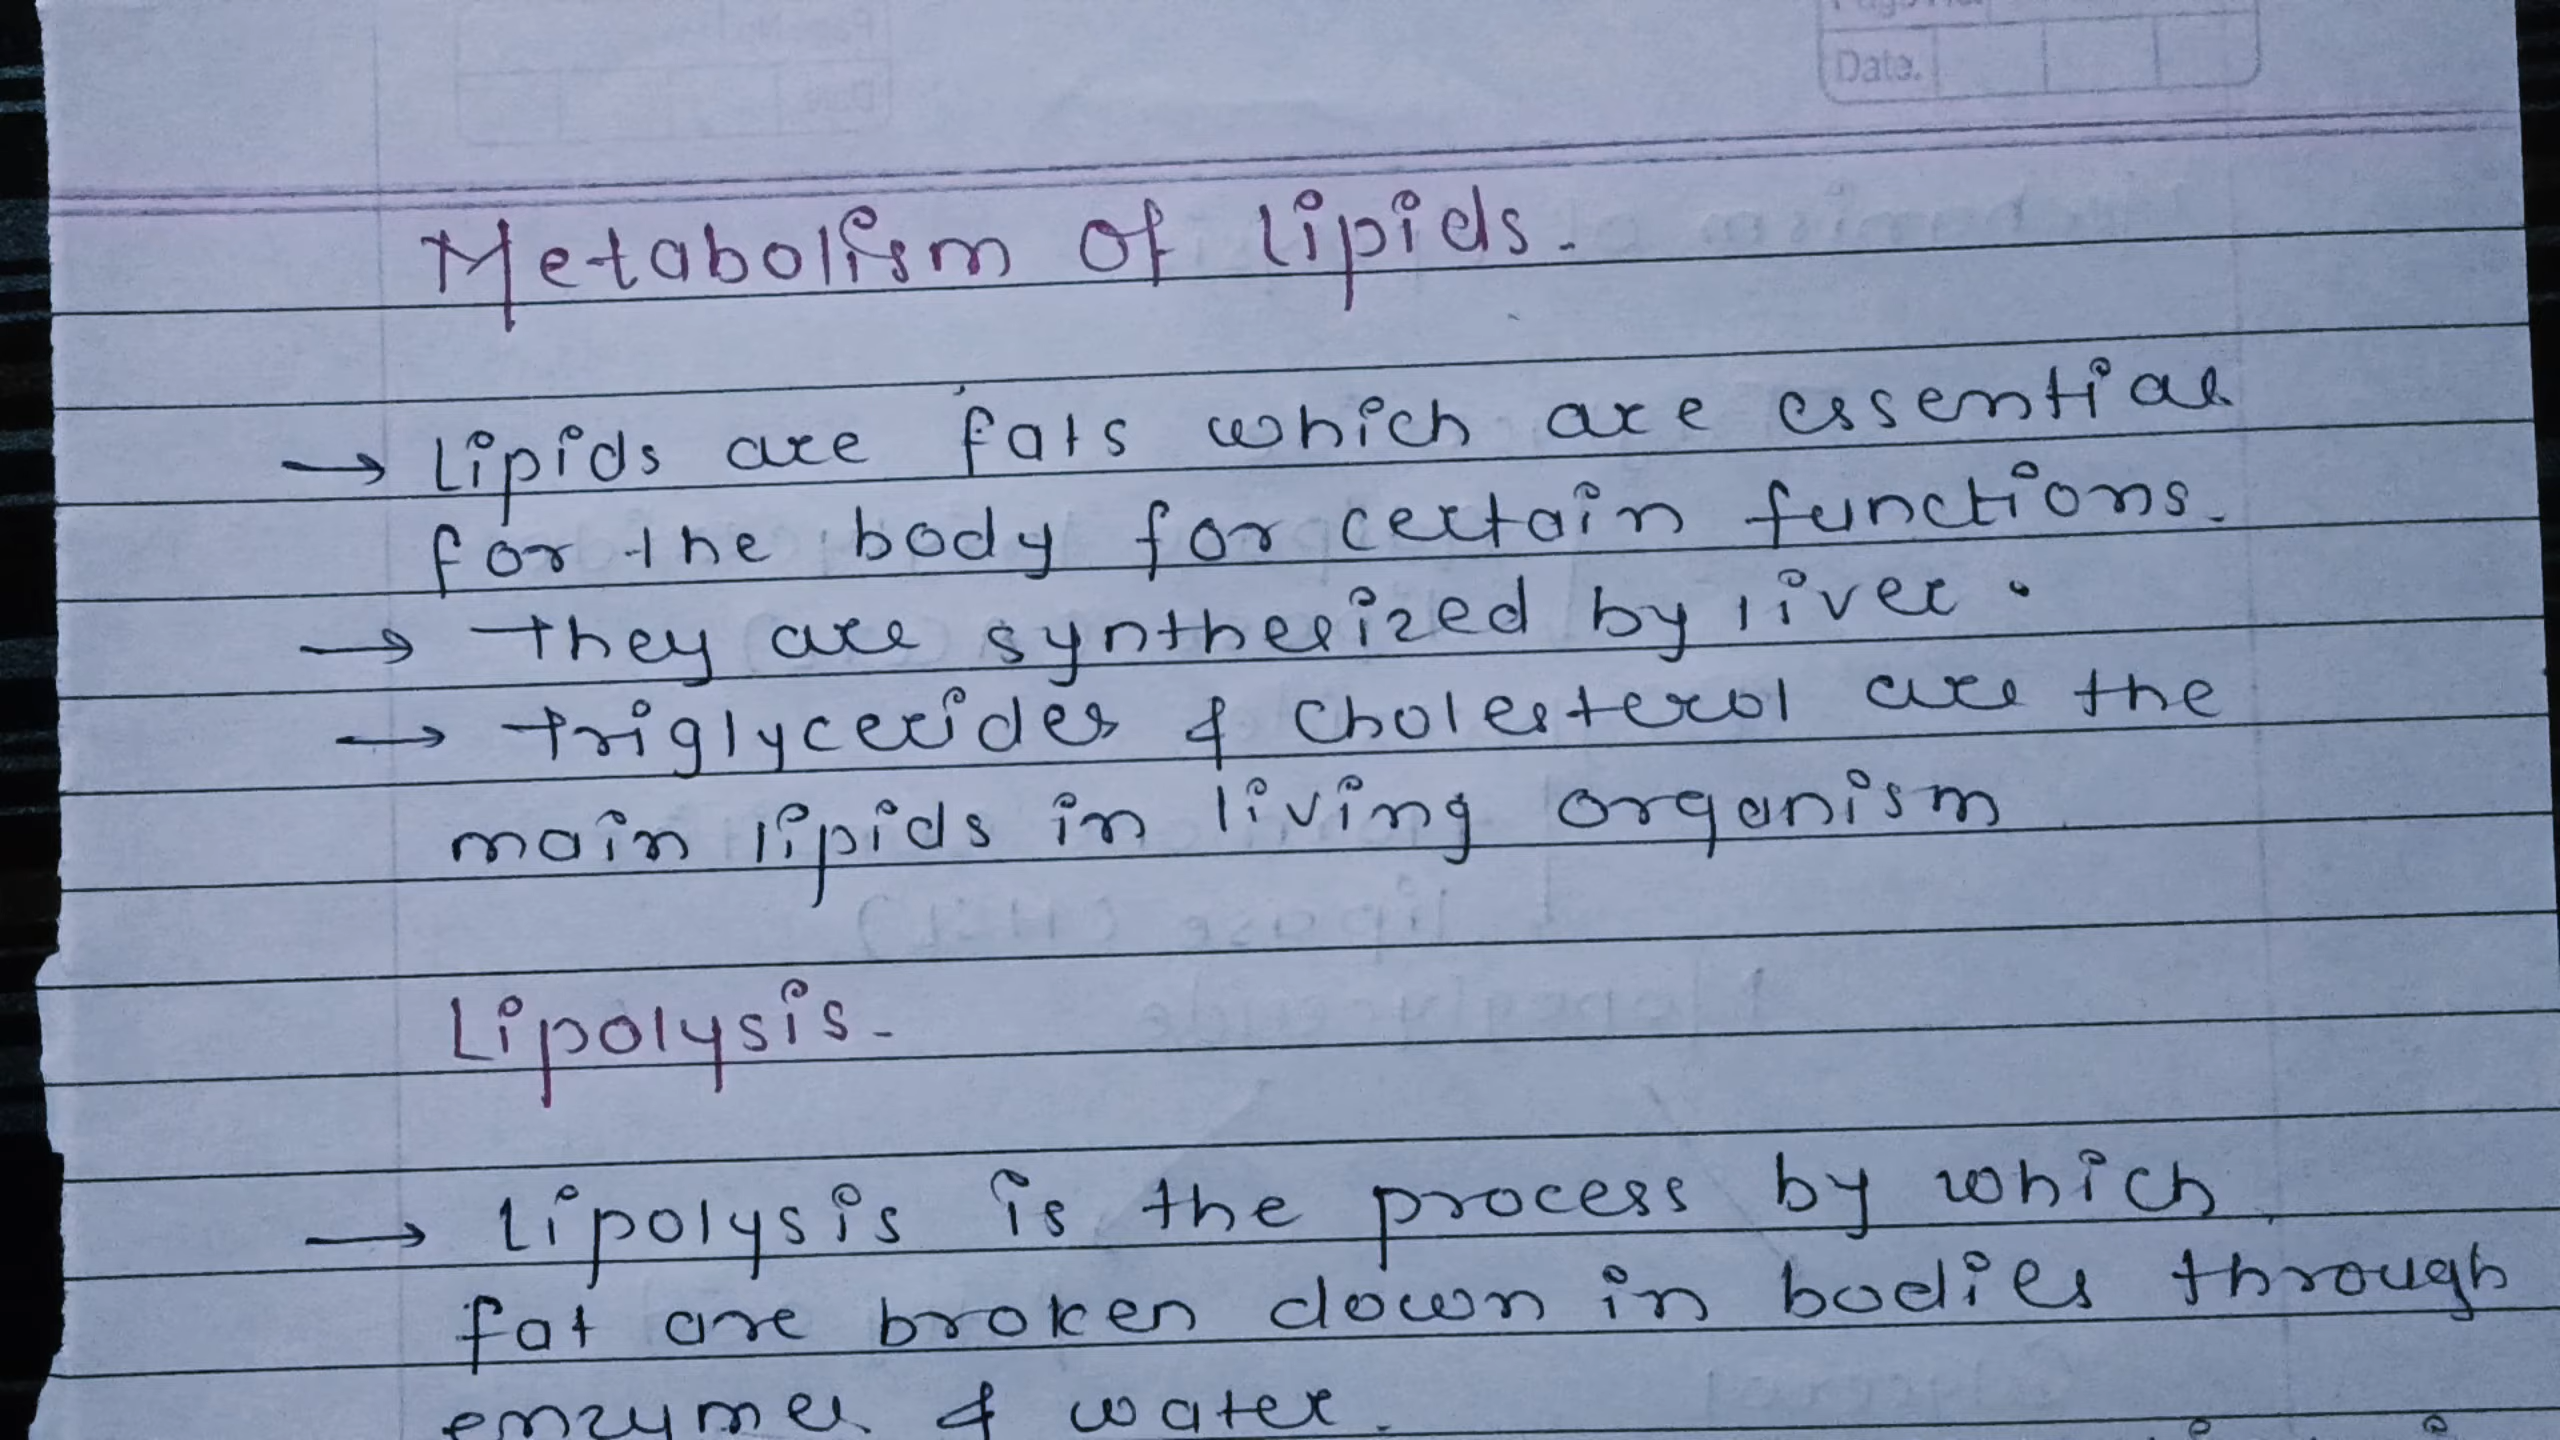 Date.
Metabolism of lipids.
→ Lipids are fats which are essential
for the body for certain functions.
→ They are synthesized by liver.
→ Triglycerides & Cholesterol are the
main lipids in living organism
Lipolysis.
→ Lipolysis is the process by which
fat are broken down in bodies through
enzymes & water.